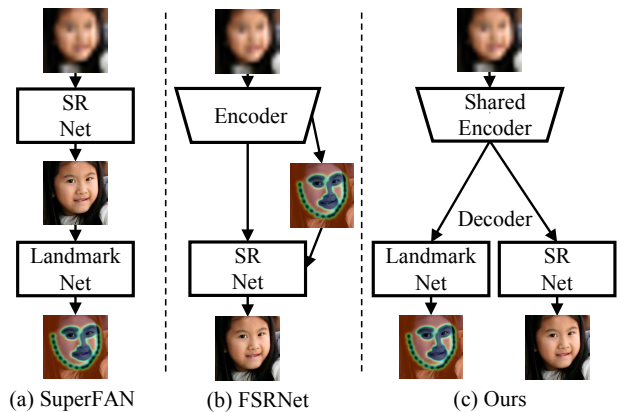 SR
Net
Landmark
Net
(a) SuperFAN
Encoder
SR
Net
(b) FSRNet
Shared
Encoder
Decoder
Landmark
Net
SR
Net
(c) Ours